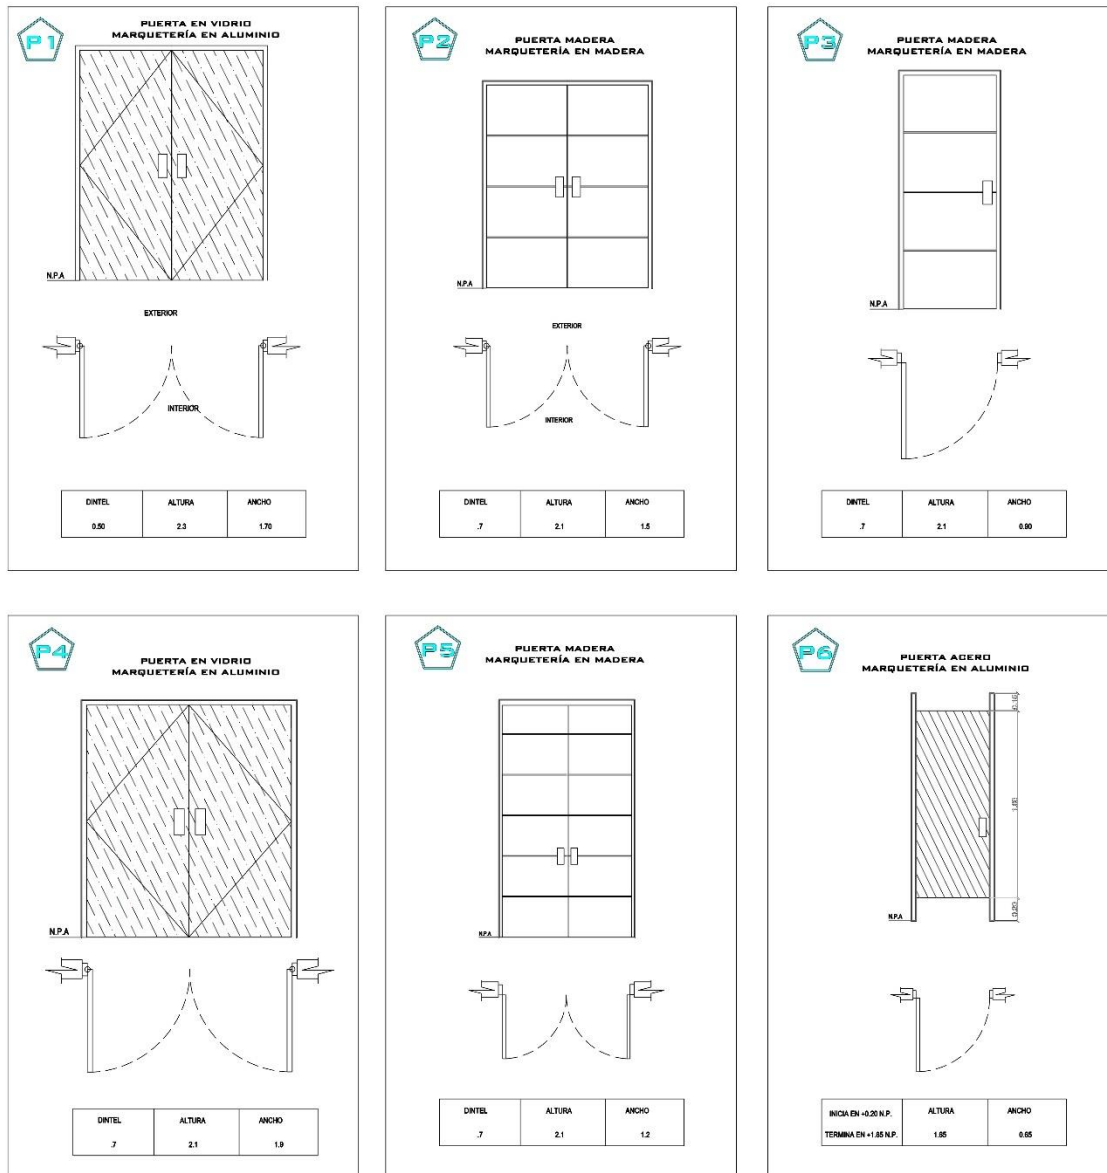 P1
PUERTA EN VIDRIO
MARQUETERÍA EN ALUMINIO
N.P.A
EXTERIOR
INTERIOR
DINTEL ALTURA ANCHO
0.50 2.3 1.70
P2
PUERTA MADERA
MARQUETERÍA EN MADERA
N.P.A
EXTERIOR
INTERIOR
DINTEL ALTURA ANCHO
.7 2.1 1.5
P3
PUERTA MADERA
MARQUETERÍA EN MADERA
N.P.A
DINTEL ALTURA ANCHO
.7 2.1
P4
PUERTA EN VIDRIO
MARQUETERÍA EN ALUMINIO
N.P.A
DINTEL ALTURA ANCHO
.7 2.1 1.9
P5
PUERTA MADERA
MARQUETERÍA EN MADERA
N.P.A
DINTEL ALTURA ANCHO
.7 2.1 1.2
P6
PUERTA ACERO
MARQUETERÍA EN ALUMINIO
N.P.A
INICIA EN +0.20 N.P. ALTURA ANCHO
TERMINA EN +1.85 N.P. 1.65 0.65